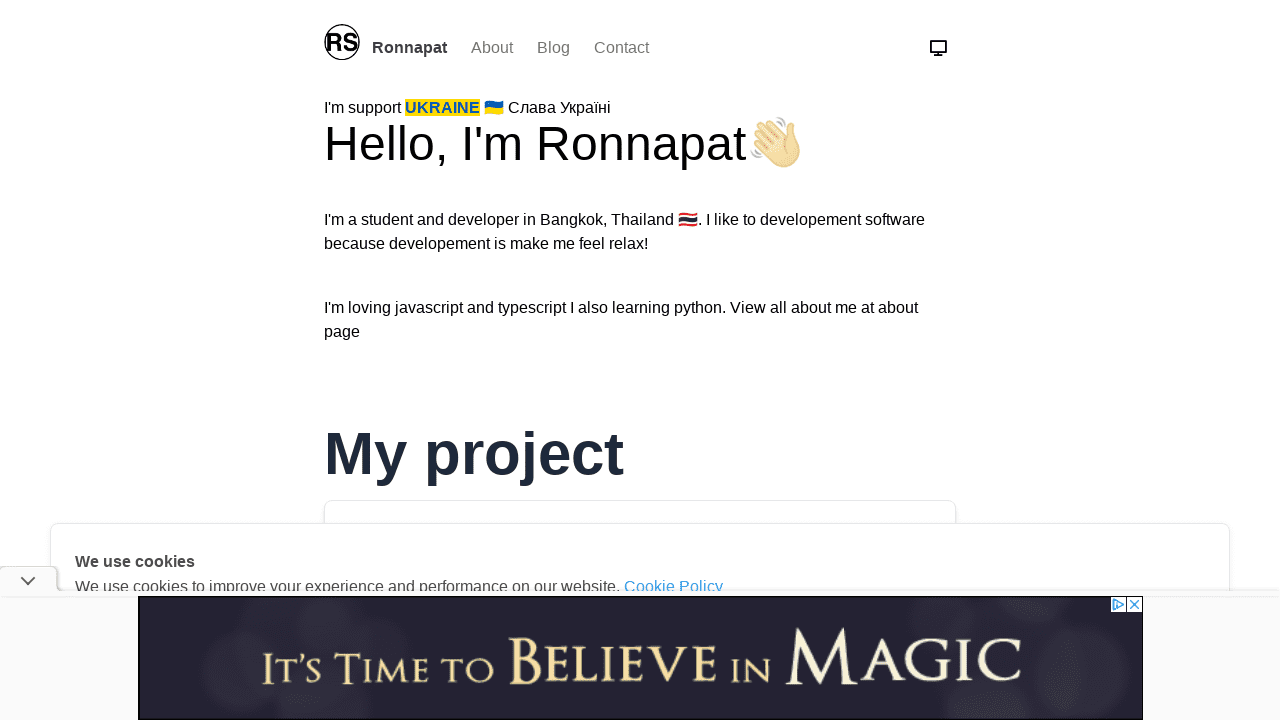 RS
Ronnapat About Blog Contact
I'm support UKRAINE 🇺🇦 Слава Україні
Hello, I'm Ronnapat👋🏼
I'm a student and developer in Bangkok, Thailand 🇹🇭. I like to developement software
because developement is make me feel relax!
I'm loving javascript and typescript I also learning python. View all about me at about
page
My project
We use cookies
We use cookies to improve your experience and performance on our website. Cookie Policy
It's Time to Believe in Magic